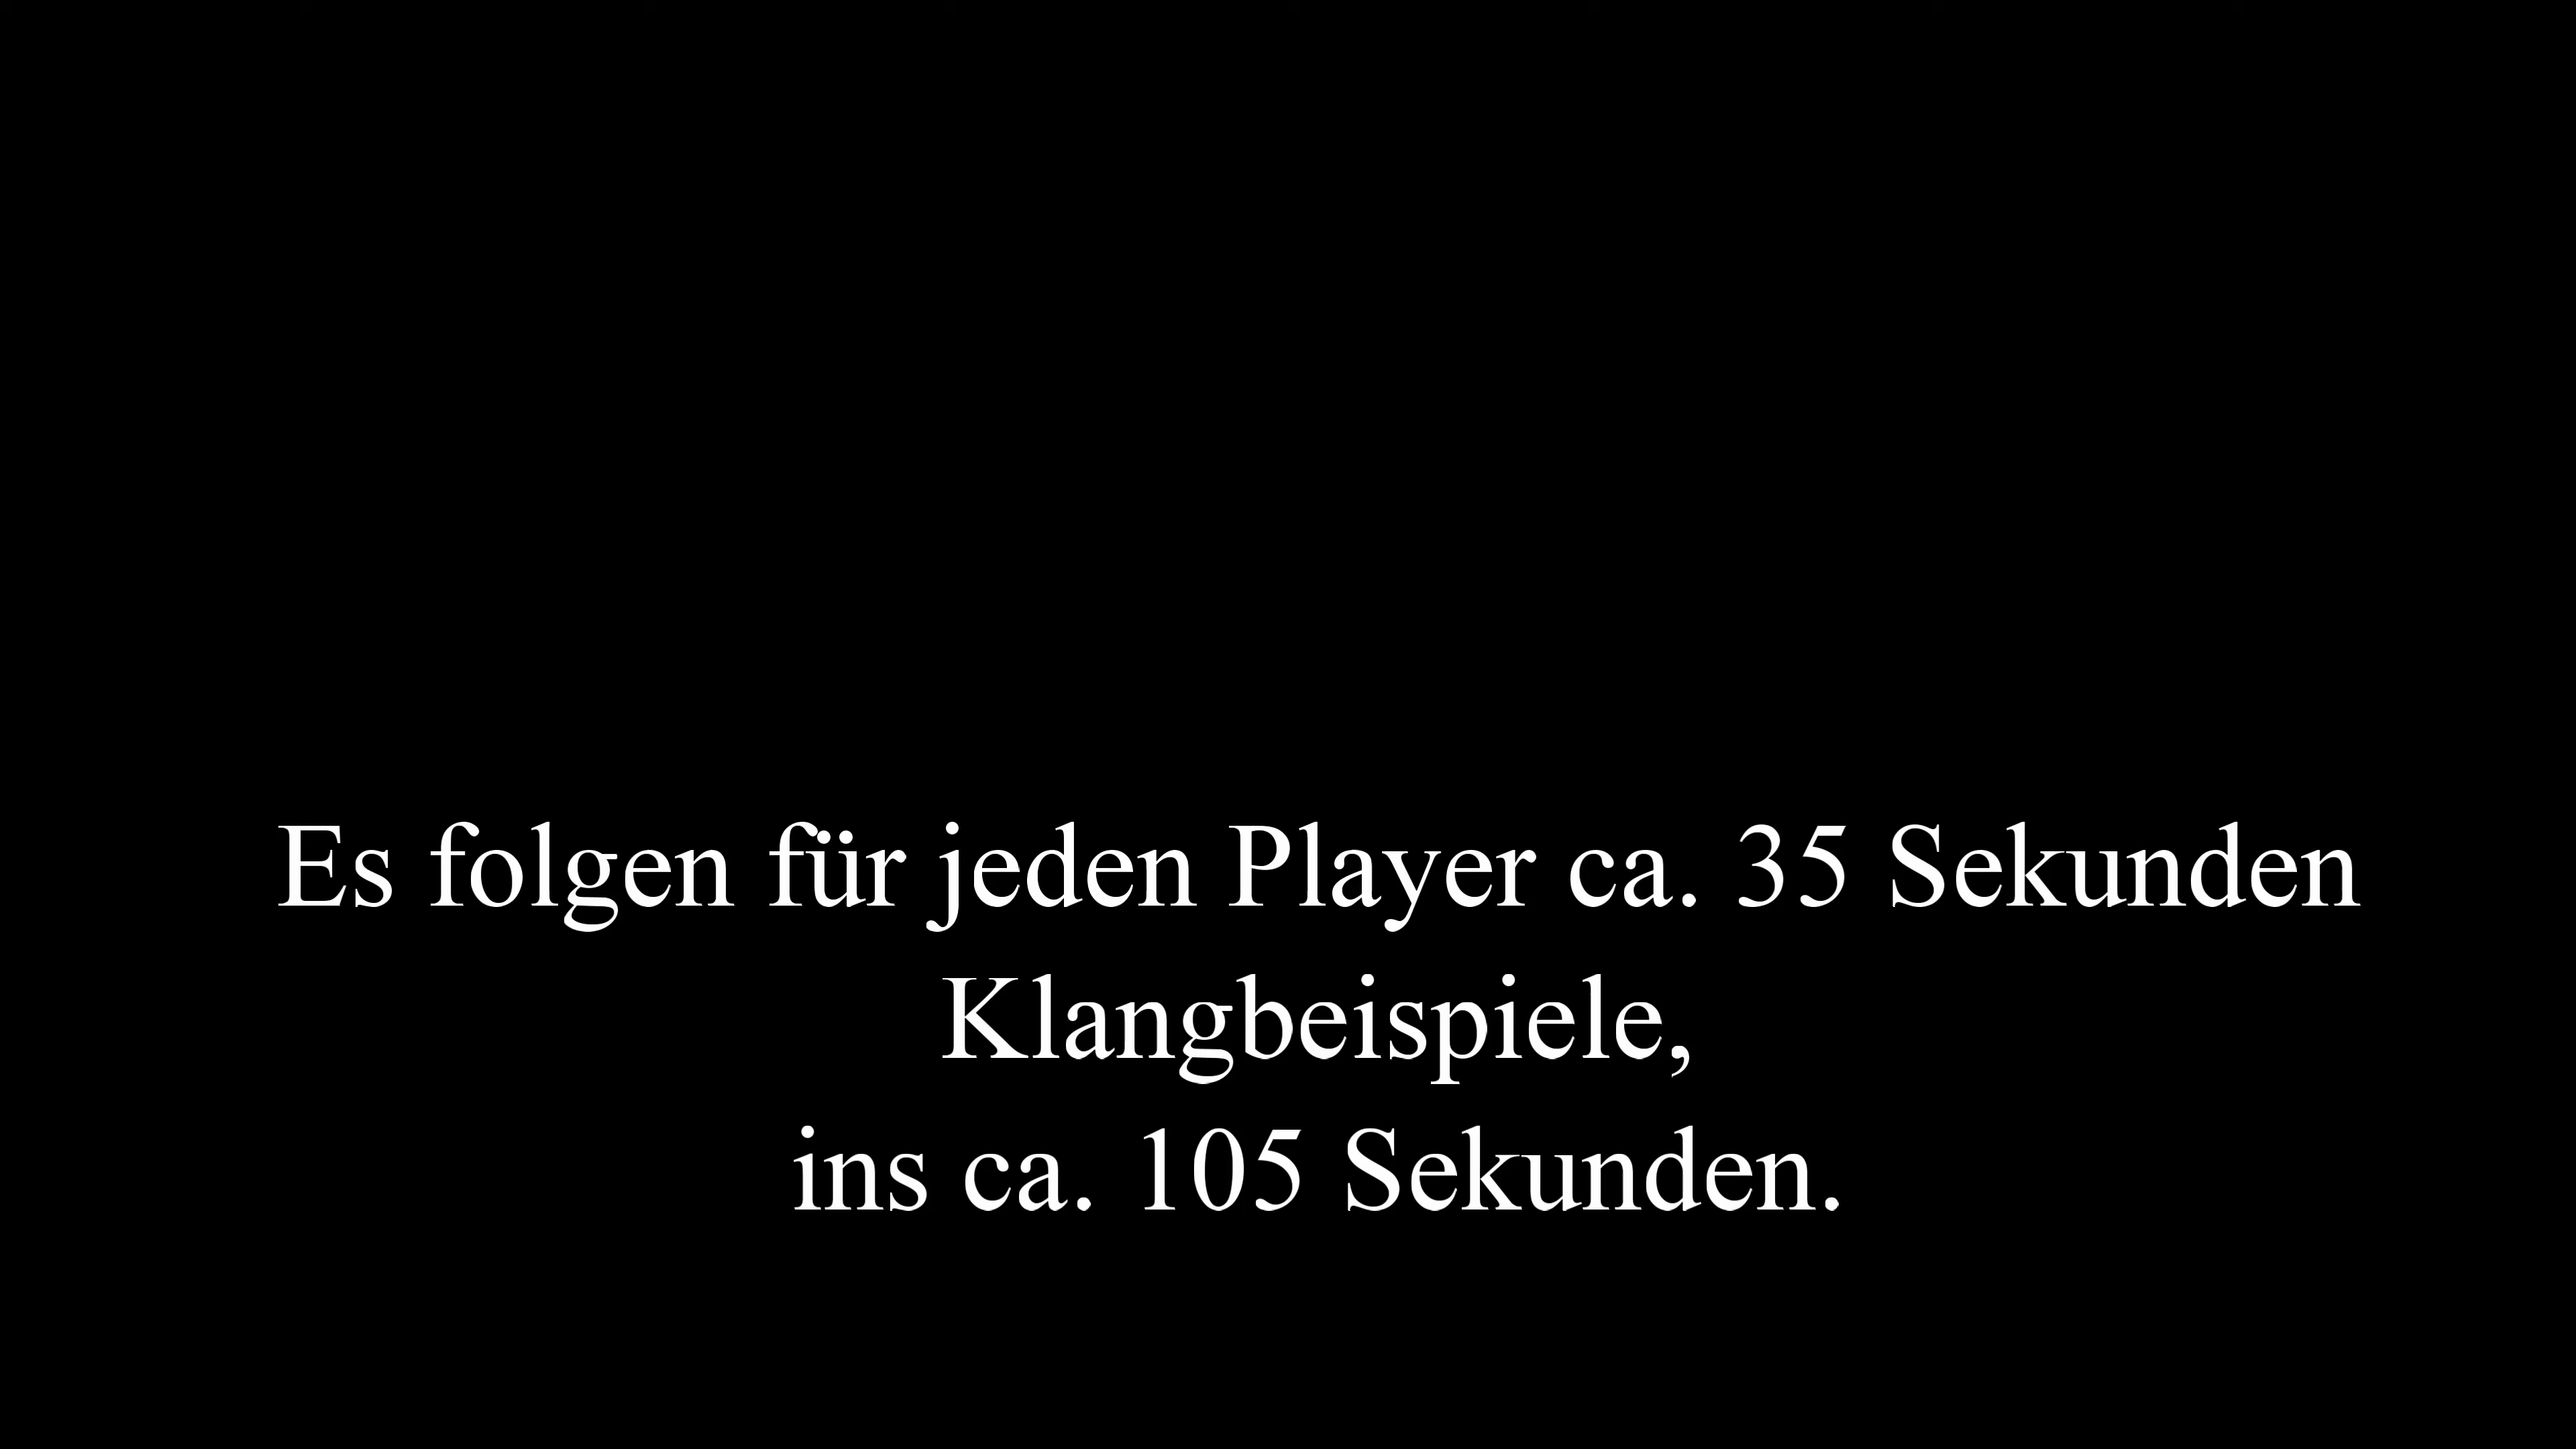 Es folgen für jeden Player ca. 35 Sekunden
Klangbeispiele,
ins ca. 105 Sekunden.